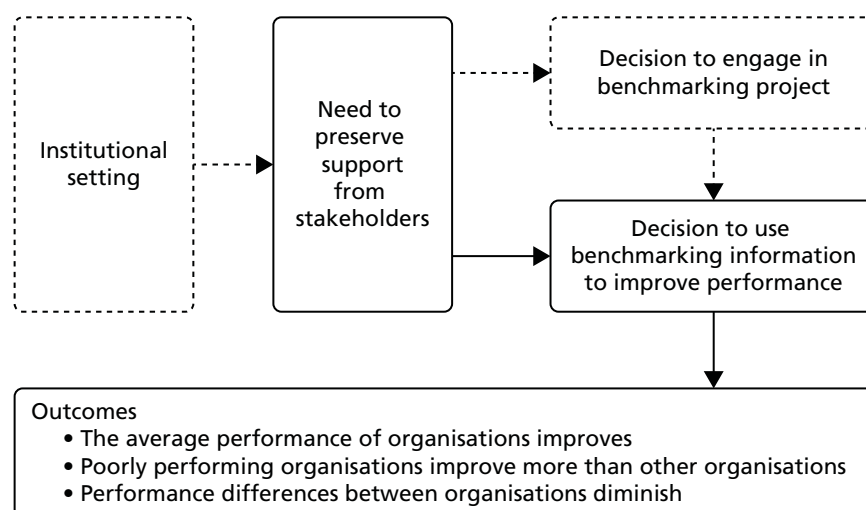 Institutional
setting
Need to
preserve
support
from
stakeholders
Decision to engage in
benchmarking project
Decision to use
benchmarking information
to improve performance
Outcomes
• The average performance of organisations improves
• Poorly performing organisations improve more than other organisations
• Performance differences between organisations diminish